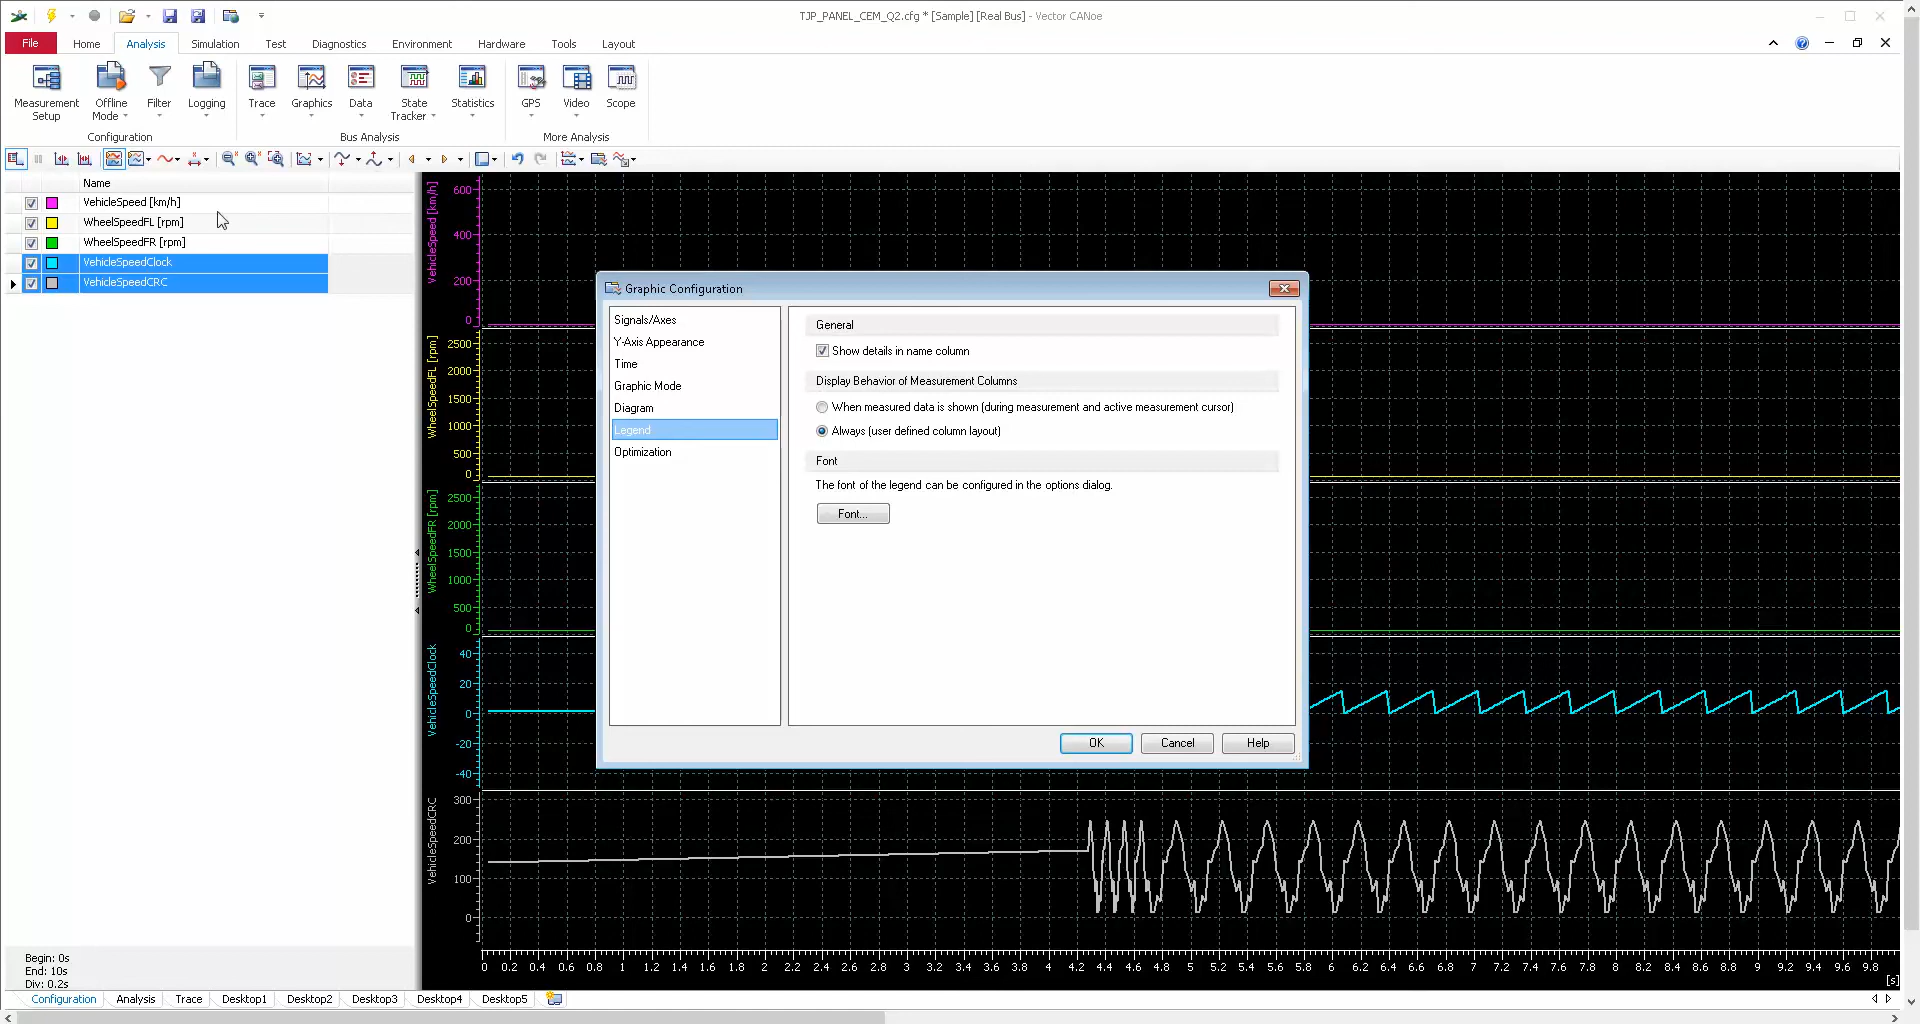 TJP_PANEL_CEM_Q2.cfg * [Sample] [Real Bus] - Vector CANoe
File Home Analysis Simulation Test Diagnostics Environment Hardware Tools Layout
Measurement Setup
Offline Mode
Filter
Logging
Trace
Graphics
Data
State Tracker
Statistics
GPS
Video
Scope
Configuration
Bus Analysis
More Analysis
Name
VehicleSpeed [km/h]
WheelSpeedFL [rpm]
WheelSpeedFR [rpm]
VehicleSpeedClock
VehicleSpeedCRC
VehicleSpeed [km/h]
600
400
200
0
WheelSpeedFL [rpm]
2500
2000
1500
1000
500
0
WheelSpeedFR [rpm]
2500
2000
1500
1000
500
0
VehicleSpeedClock
40
20
0
-20
-40
VehicleSpeedCRC
300
200
100
0
0 0.2 0.4 0.6 0.8 1 1.2 1.4 1.6 1.8 2 2.2 2.4 2.6 2.8 3 3.2 3.4 3.6 3.8 4 4.2 4.4 4.6 4.8 5 5.2 5.4 5.6 5.8 6 6.2 6.4 6.6 6.8 7 7.2 7.4 7.6 7.8 8 8.2 8.4 8.6 8.8 9 9.2 9.4 9.6 9.8
[s]
Graphic Configuration
Signals/Axes
Y-Axis Appearance
Time
Graphic Mode
Diagram
Legend
Optimization
General
Show details in name column
Display Behavior of Measurement Columns
When measured data is shown (during measurement and active measurement cursor)
Always (user defined column layout)
Font
The font of the legend can be configured in the options dialog.
Font...
OK Cancel Help
Begin: 0s
End: 10s
Div: 0.2s
Configuration Analysis Trace Desktop1 Desktop2 Desktop3 Desktop4 Desktop5